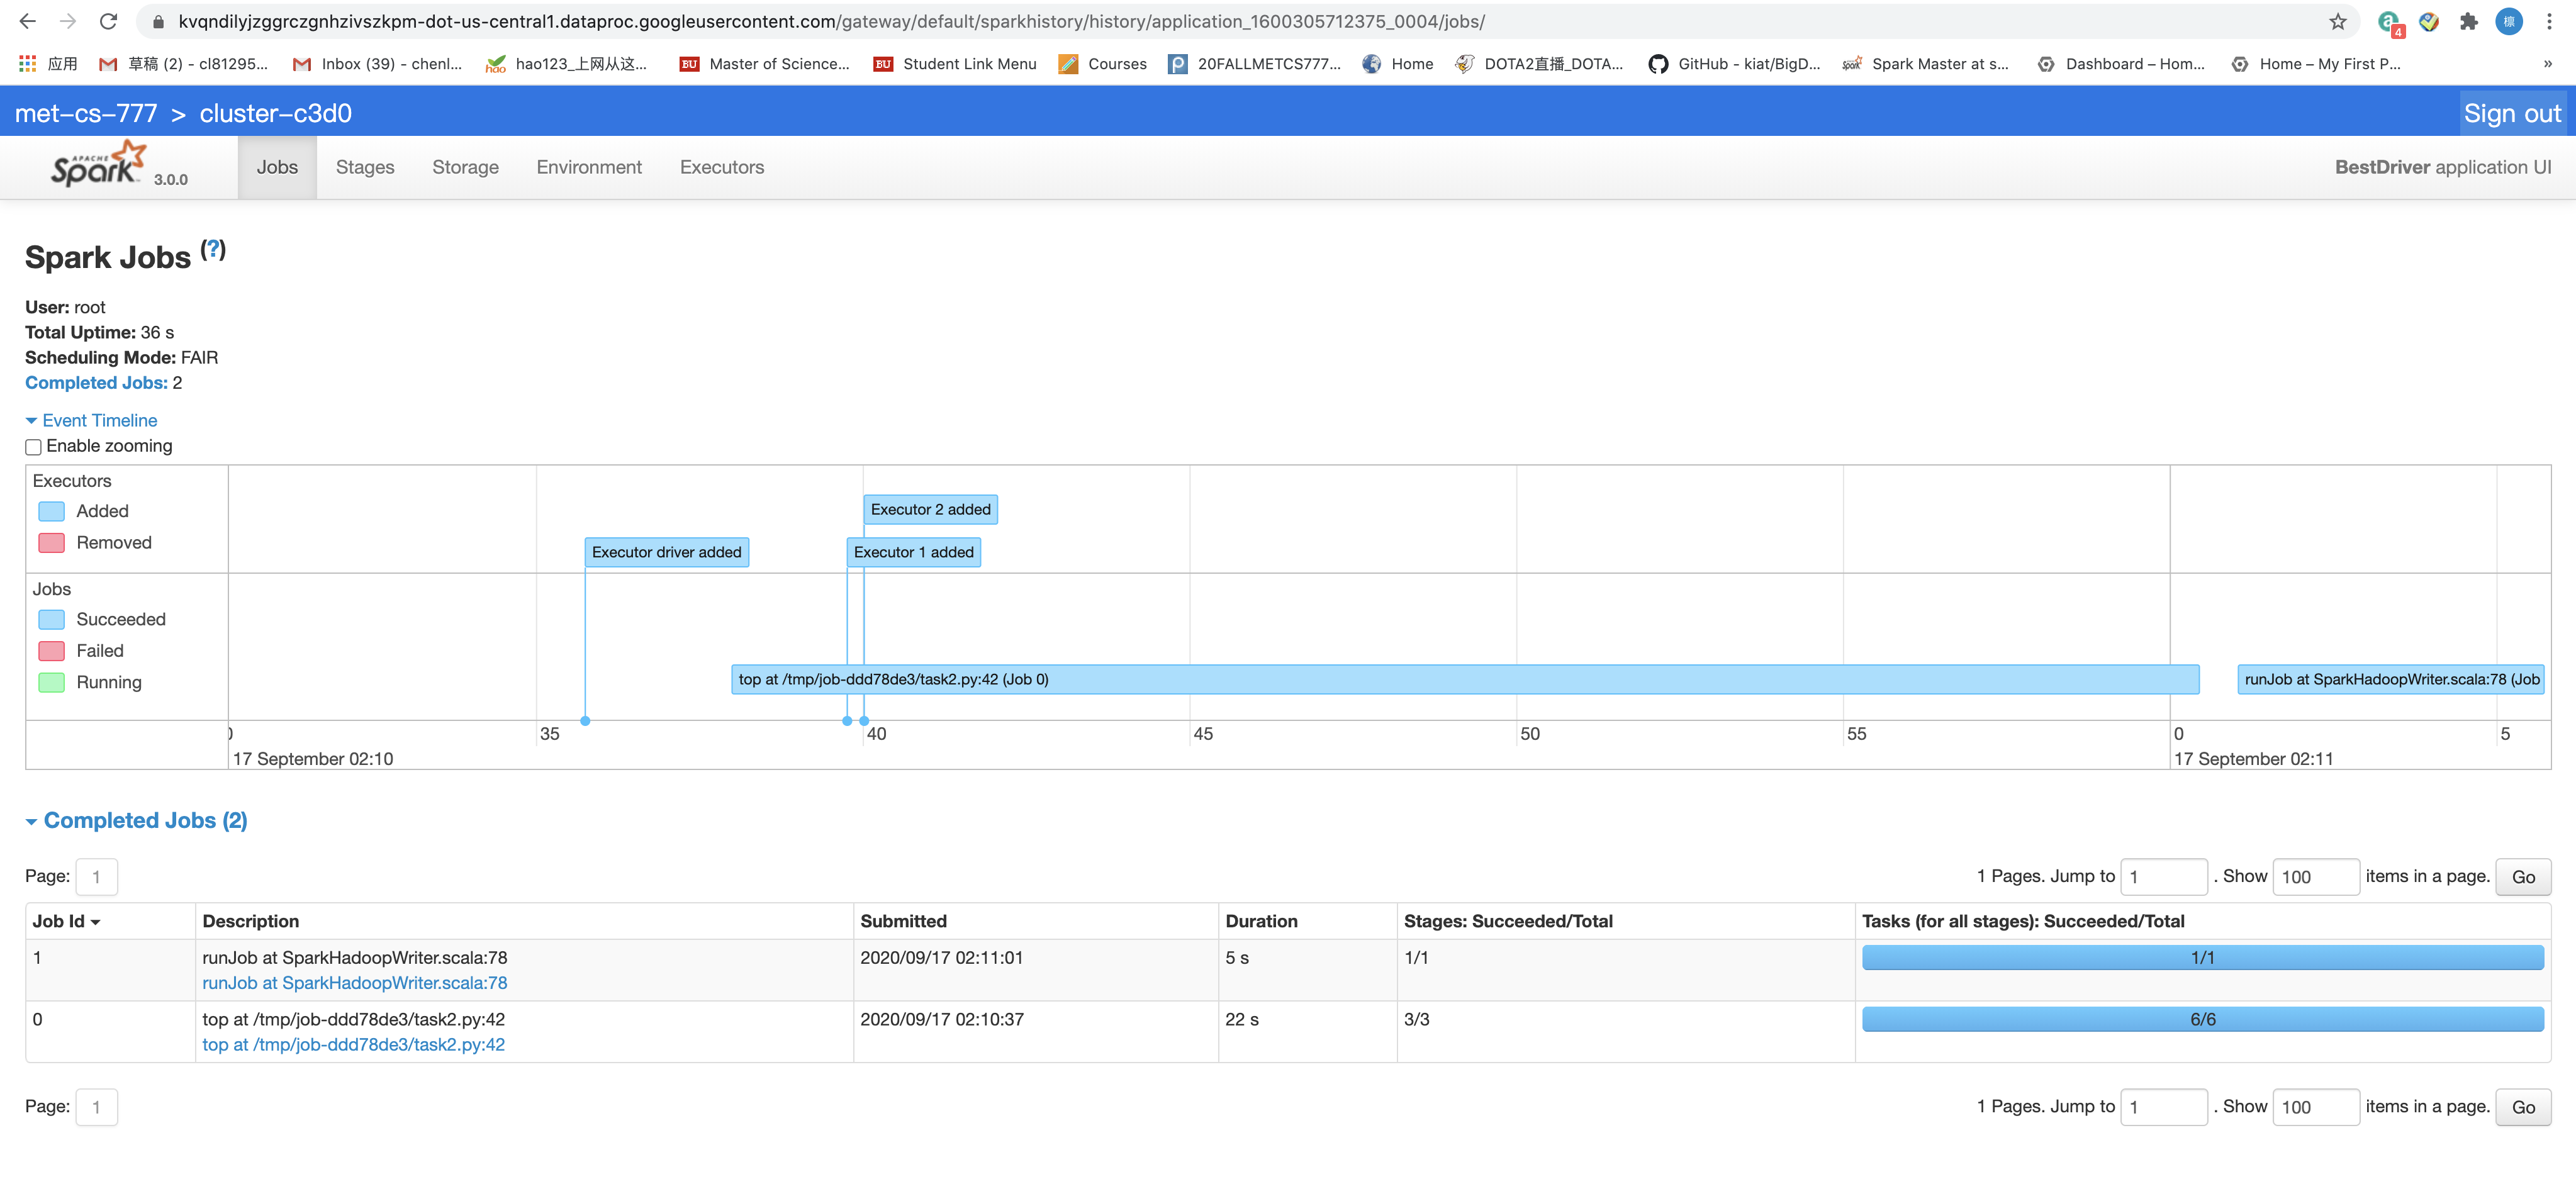 kvqndilyjzggrczgnhzivszkpm-dot-us-central1.dataproc.googleusercontent.com/gateway/default/sparkhistory/history/application_1600305712375_0004/jobs/
a 4 檩
应用 草稿 (2) - cl81295... Inbox (39) - chenl... hao hao123_上网从这... BU Master of Science... BU Student Link Menu Courses P 20FALLMETCS777... Home DOTA2直播_DOTA... GitHub - kiat/BigD... Spark Master at s... Dashboard – Hom... Home – My First P... »
met-cs-777 > cluster-c3d0 Sign out
APACHE Spark 3.0.0 Jobs Stages Storage Environment Executors BestDriver application UI
Spark Jobs (?)
User: root
Total Uptime: 36 s
Scheduling Mode: FAIR
Completed Jobs: 2
Event Timeline
Enable zooming
Executors
Added
Removed
Executor 2 added
Executor driver added
Executor 1 added
Jobs
Succeeded
Failed
Running
top at /tmp/job-ddd78de3/task2.py:42 (Job 0)
runJob at SparkHadoopWriter.scala:78 (Job
35 40 45 50 55 0 5
17 September 02:10 17 September 02:11
Completed Jobs (2)
Page: 1 1 Pages. Jump to 1 . Show 100 items in a page. Go
Job Id Description Submitted Duration Stages: Succeeded/Total Tasks (for all stages): Succeeded/Total
1 runJob at SparkHadoopWriter.scala:78 2020/09/17 02:11:01 5 s 1/1 1/1
runJob at SparkHadoopWriter.scala:78
0 top at /tmp/job-ddd78de3/task2.py:42 2020/09/17 02:10:37 22 s 3/3 6/6
top at /tmp/job-ddd78de3/task2.py:42
Page: 1 1 Pages. Jump to 1 . Show 100 items in a page. Go